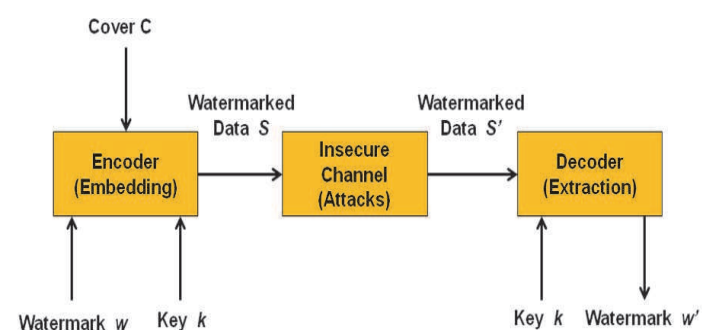 Cover C
Watermarked
Data S
Watermarked
Data S'
Encoder
(Embedding)
Insecure
Channel
(Attacks)
Decoder
(Extraction)
Watermark w
Key k
Key k
Watermark w'